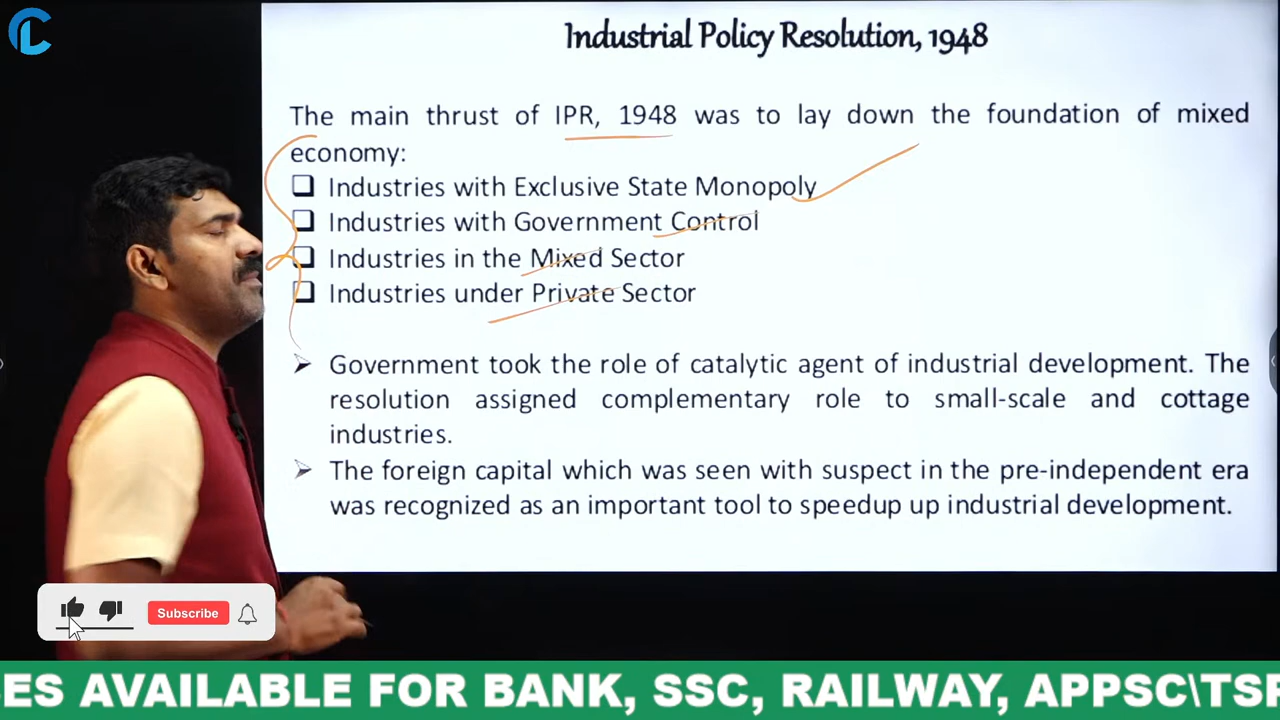 Industrial Policy Resolution, 1948
The main thrust of IPR, 1948 was to lay down the foundation of mixed
economy:
Industries with Exclusive State Monopoly
Industries with Government Control
Industries in the Mixed Sector
Industries under Private Sector
Government took the role of catalytic agent of industrial development. The
resolution assigned complementary role to small-scale and cottage
industries.
The foreign capital which was seen with suspect in the pre-independent era
was recognized as an important tool to speedup up industrial development.
Subscribe
ES AVAILABLE FOR BANK, SSC, RAILWAY, APPSC\TSP